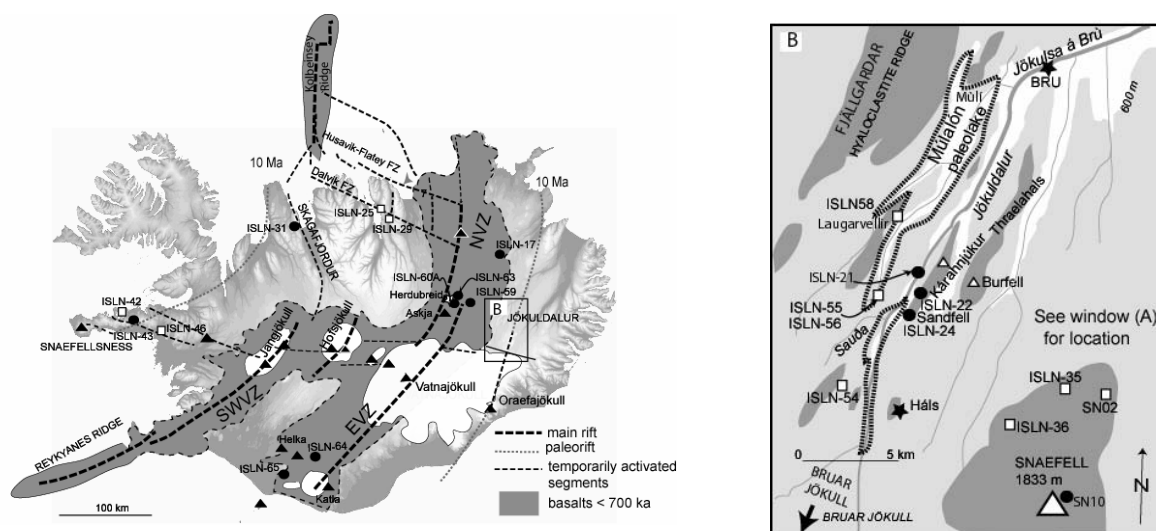 Kolbeinsey
Ridge
10 Ma
Husavik-Flatey FZ
Dalvik FZ
10 Ma
ISLN-25
ISLN-29
SKAGAFJORDUR
ISLN-31
NVZ
ISLN-17
ISLN-60A
ISLN-63
Herdubreid
ISLN-59
Askja
B
JÖKULDALUR
ISLN-42
ISLN-43
ISLN-46
SNAEFELLSNESS
Langjökull
Hofsjökull
Vatnajökull
Oraefajökull
SWVZ
EVZ
REYKYANES RIDGE
Helka
ISLN-64
ISLN-65
Katla
main rift
paleorift
temporarily activated
segments
basalts < 700 ka
100 km
B
FJÄLLGARDAR
HYALOCLASTITE RIDGE
Jökulsa á Brù
BRU
Mùlí
Mùlalón
paleolake
600 m
Jökuldalur
Thraelahals
ISLN58
Laugarvellir
ISLN-21
Karahnjúkur
Burfell
ISLN-55
ISLN-56
ISLN-22
Sandfell
ISLN-24
Sauða
See window (A)
for location
ISLN-54
Háls
ISLN-35
SN02
ISLN-36
0
5 km
SNAEFELL
1833 m
SN10
N
BRUAR
JÖKULL
BRUAR JÖKULL